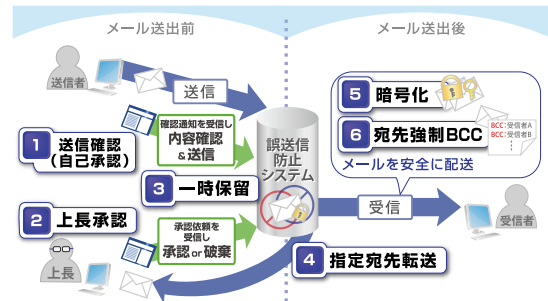 メール送出前
メール送出後
送信者
送信
確認通知を受信し
内容確認
&送信
1 送信確認
(自己承認)
誤送信
防止
システム
3 一時保留
2 上長承認
承認依頼を
受信し
承認or破棄
上長
5 暗号化
6 宛先強制BCC
BCC:受信者A
BCC:受信者B
⋮
メールを安全に配送
受信
受信者
4 指定宛先転送